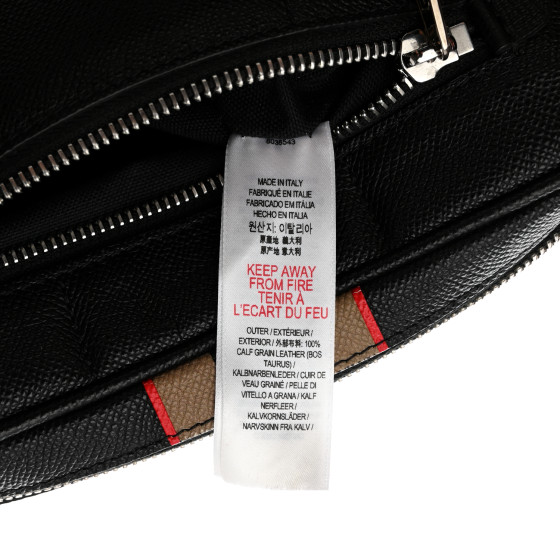 8036543
MADE IN ITALY
FABRIQUÉ EN ITALIE
FABRICADO EM ITÁLIA
HECHO EN ITALIA
원산지: 이탈리아
原產地 義大利
原产地 意大利
KEEP AWAY
FROM FIRE
TENIR À
L'ECART DU FEU
OUTER / EXTÉRIEUR /
EXTERIOR / 外部布料: 100%
CALF GRAIN LEATHER (BOS
TAURUS) /
KALBNARBENLEDER / CUIR DE
VEAU GRAINÉ / PELLE DI
VITELLO A GRANA / KALF
NERFLEER /
KALVKORNSLÄDER /
NARVSKINN FRA KALV /